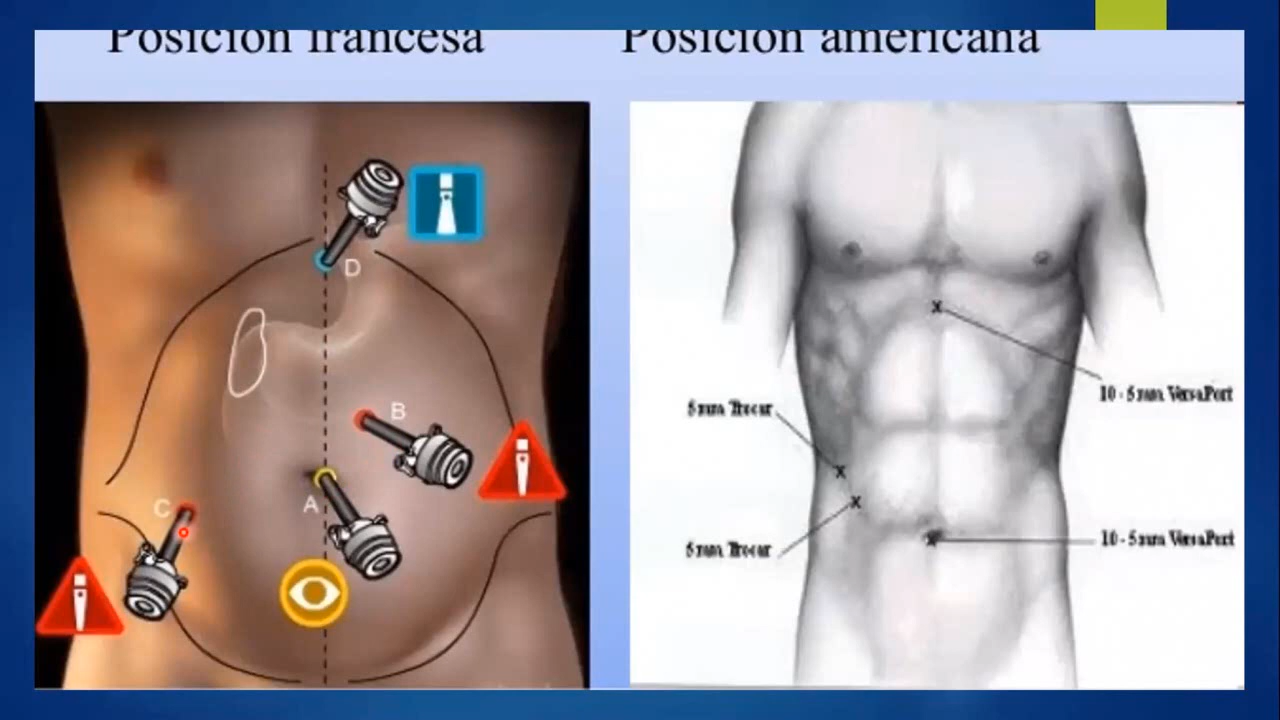 Posición francesa
Posición americana
D
B
A
C
5 mm Trocar
5 mm Trocar
10 - 5 mm VersaPort
10 - 5 mm VersaPort